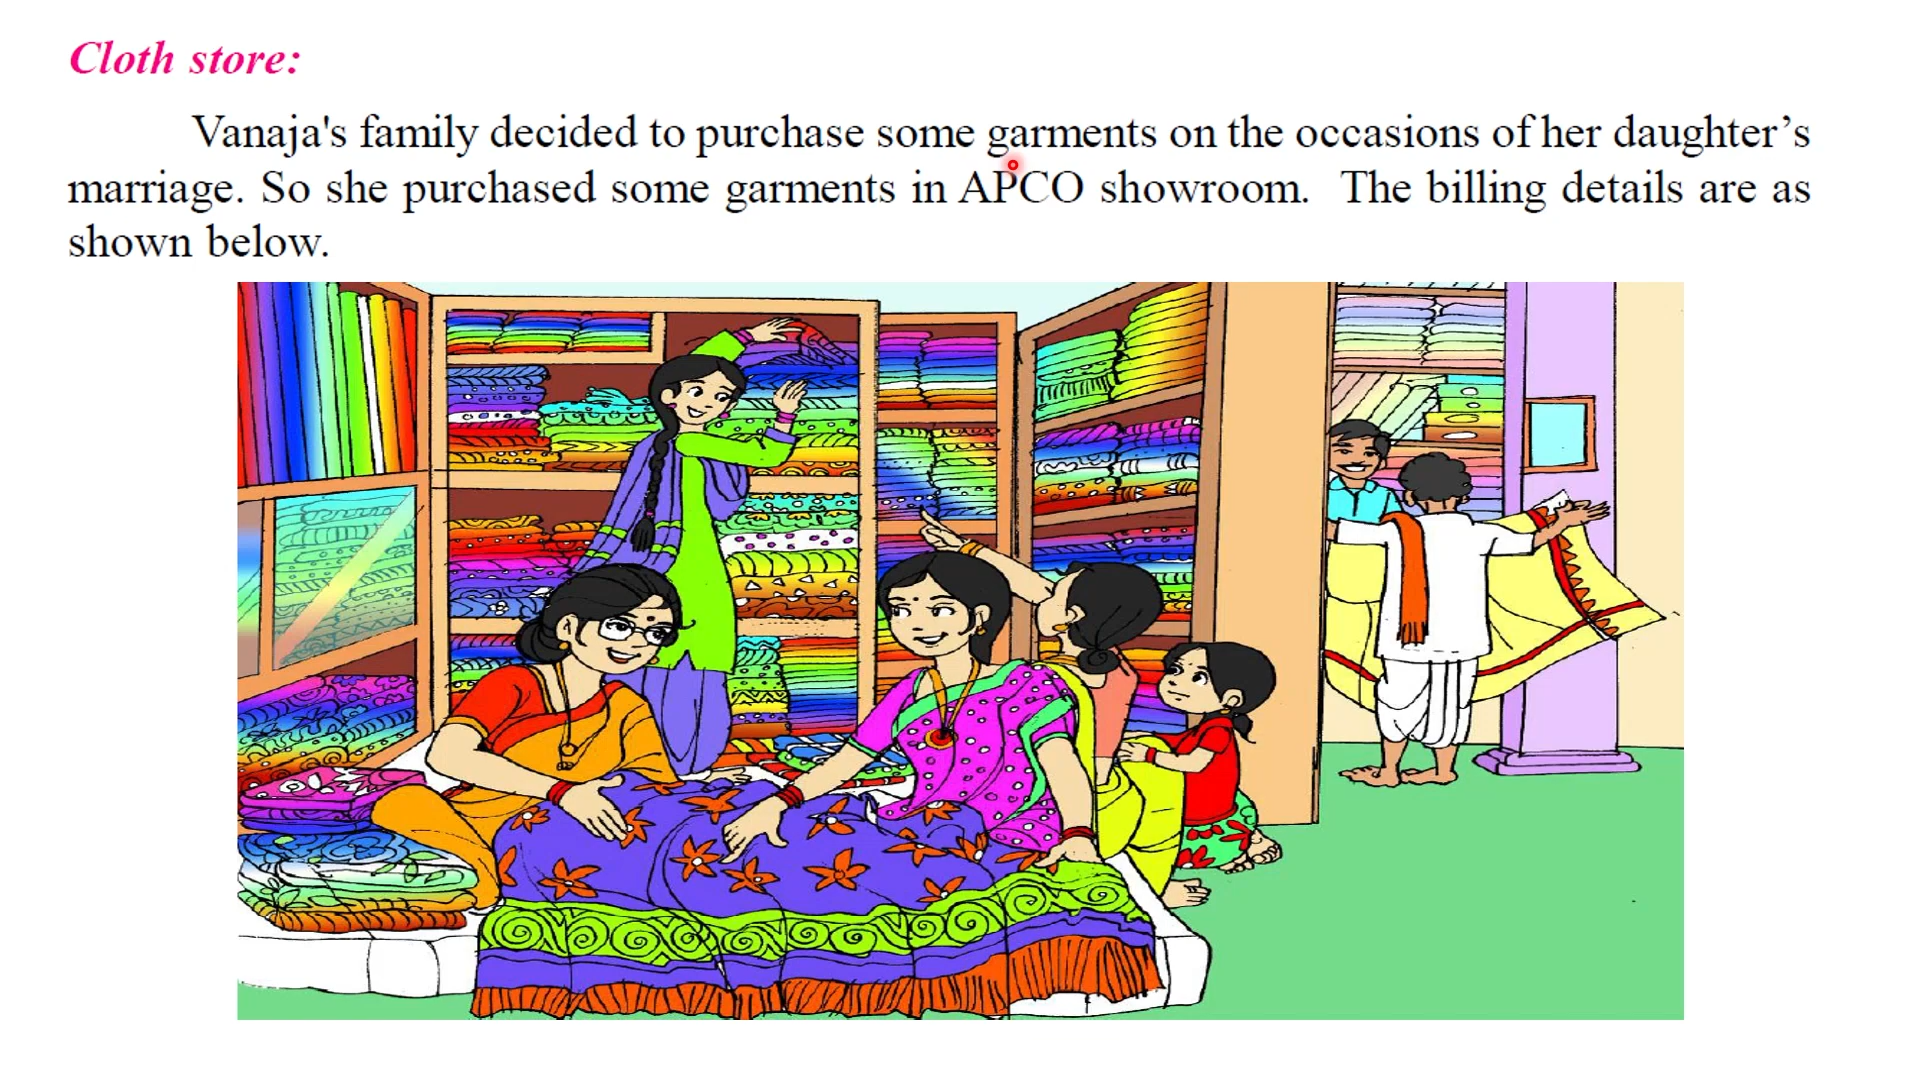 Cloth store:
Vanaja's family decided to purchase some garments on the occasions of her daughter’s
marriage. So she purchased some garments in APCO showroom. The billing details are as
shown below.